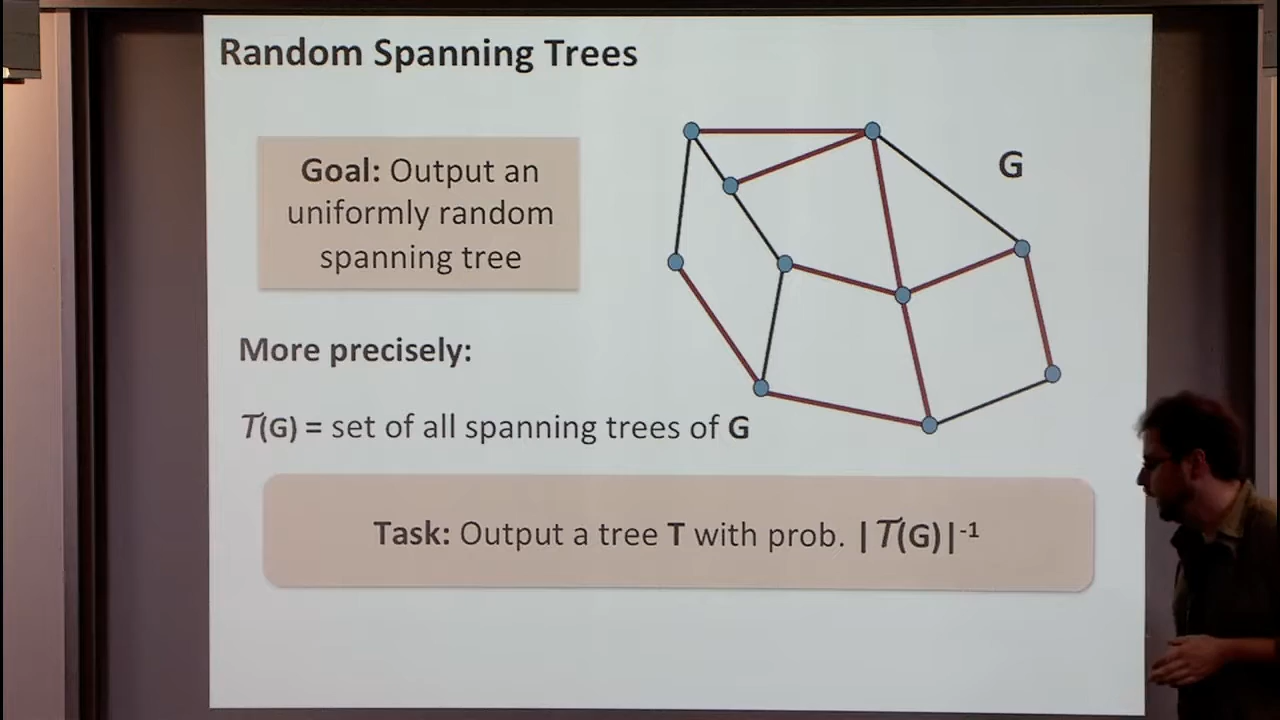 Random Spanning Trees
Goal: Output an
uniformly random
spanning tree
G
More precisely:
T(G) = set of all spanning trees of G
Task: Output a tree T with prob. |T(G)|⁻¹